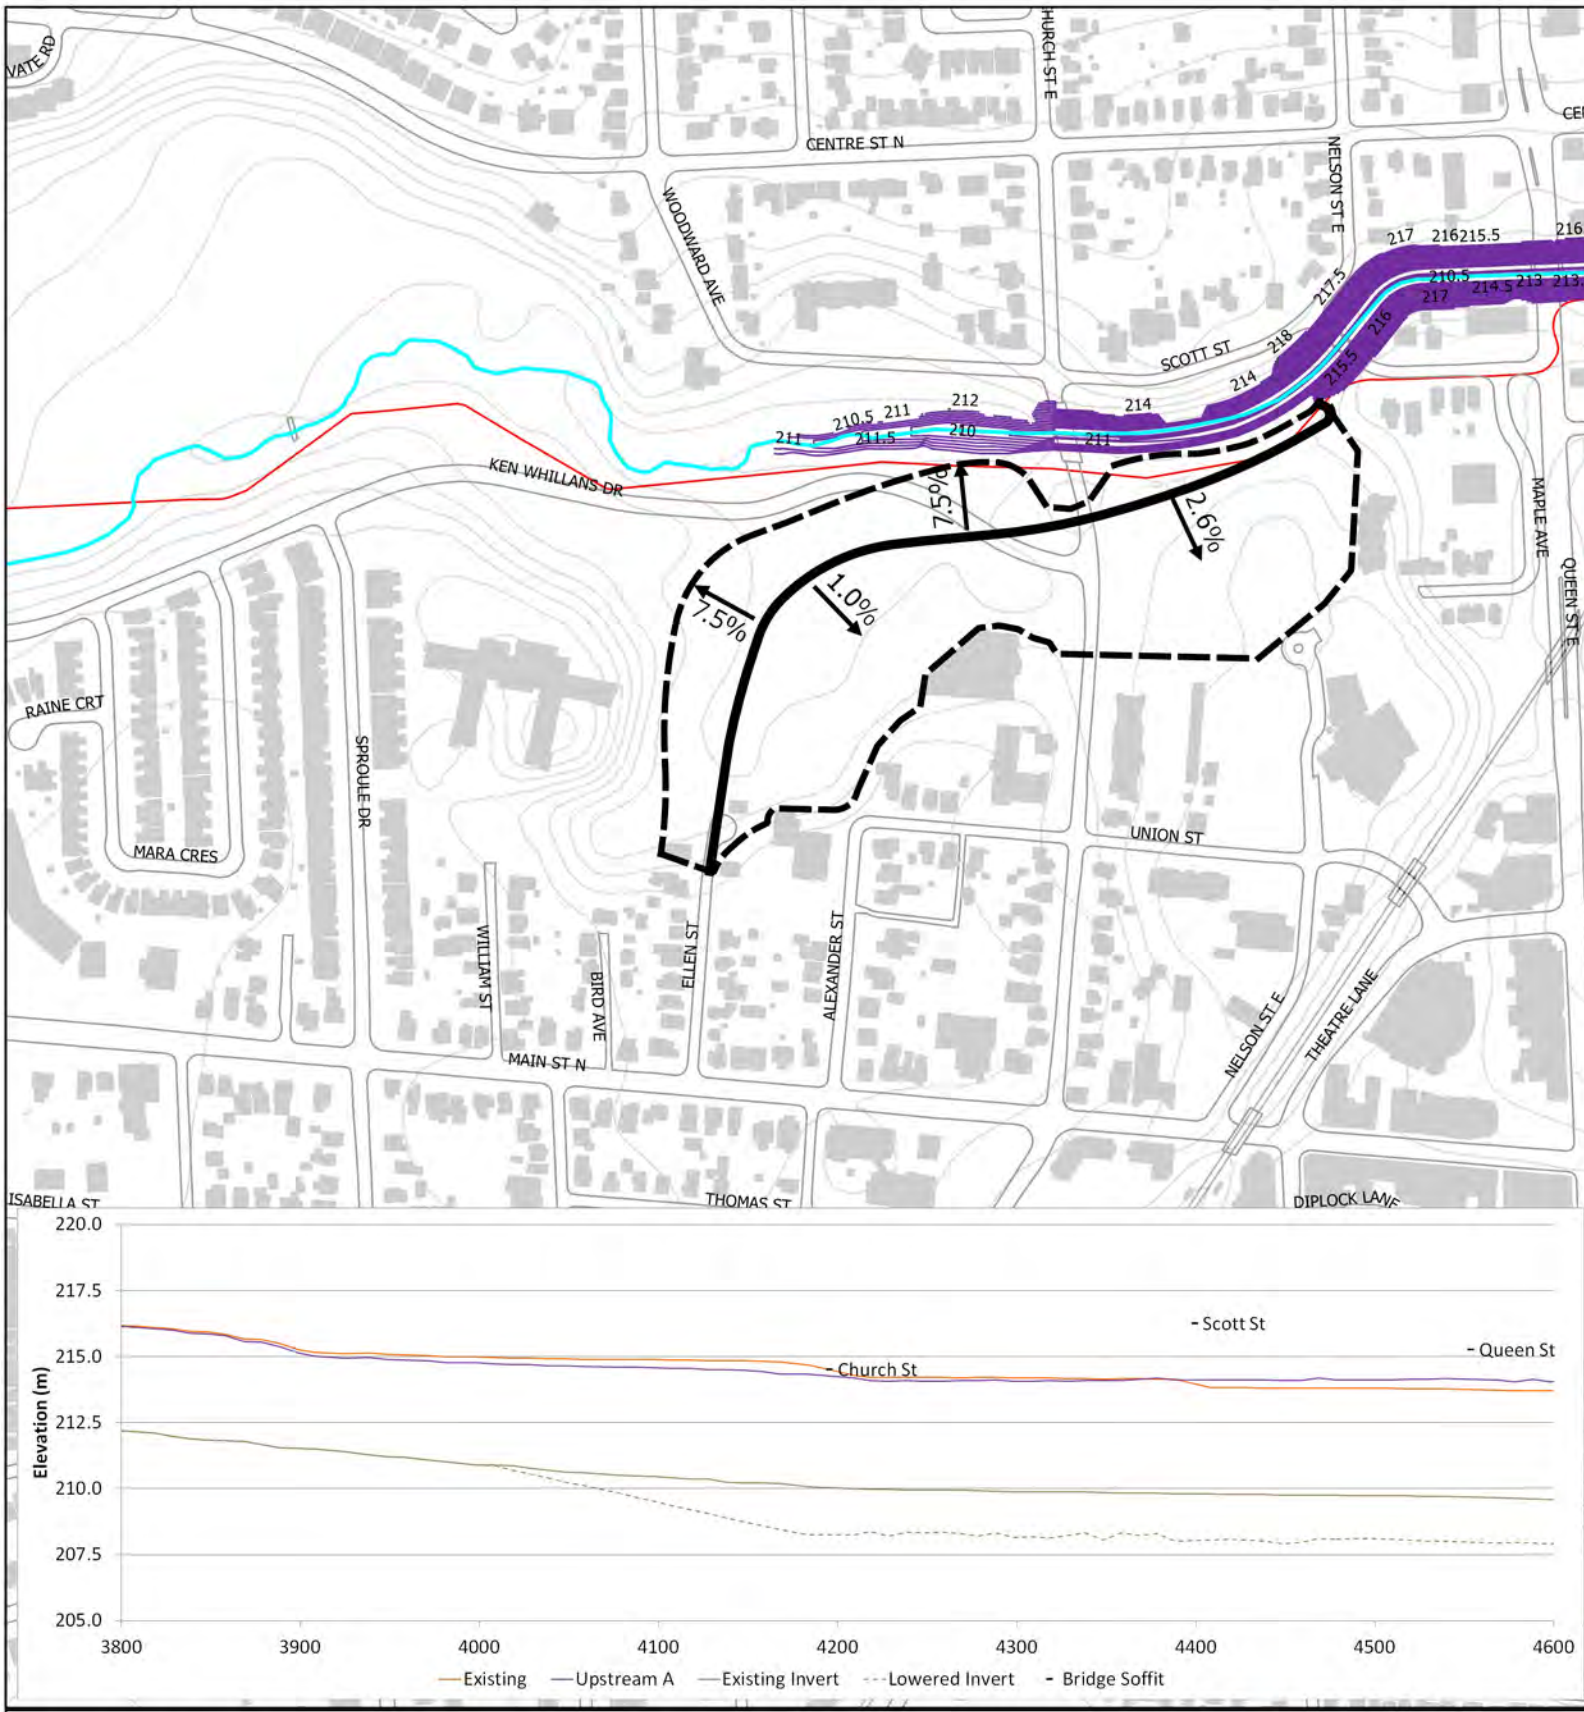 VATE RD
HURCH ST E
CENTRE ST N
CEN
NELSON ST E
WOODWARD AVE
217
216
215.5
216
217.5
210.5
214.5
213
213.
217
216
218
SCOTT ST
215.5
214
212
214
211
210.5
211
211.5
210
211
KEN WHILLANS DR
7.5%
2.6%
MAPLE AVE
QUEEN ST E
1.0%
7.5%
RAINE CRT
SPROULE DR
MARA CRES
UNION ST
WILLIAM ST
BIRD AVE
ELLEN ST
ALEXANDER ST
NELSON ST E
THEATRE LANE
MAIN ST N
ISABELLA ST
THOMAS ST
DIPLOCK LANE
220.0
217.5
215.0
212.5
210.0
207.5
205.0
Elevation (m)
Scott St
Queen St
Church St
3800 3900 4000 4100 4200 4300 4400 4500 4600
Existing Upstream A Existing Invert Lowered Invert Bridge Soffit